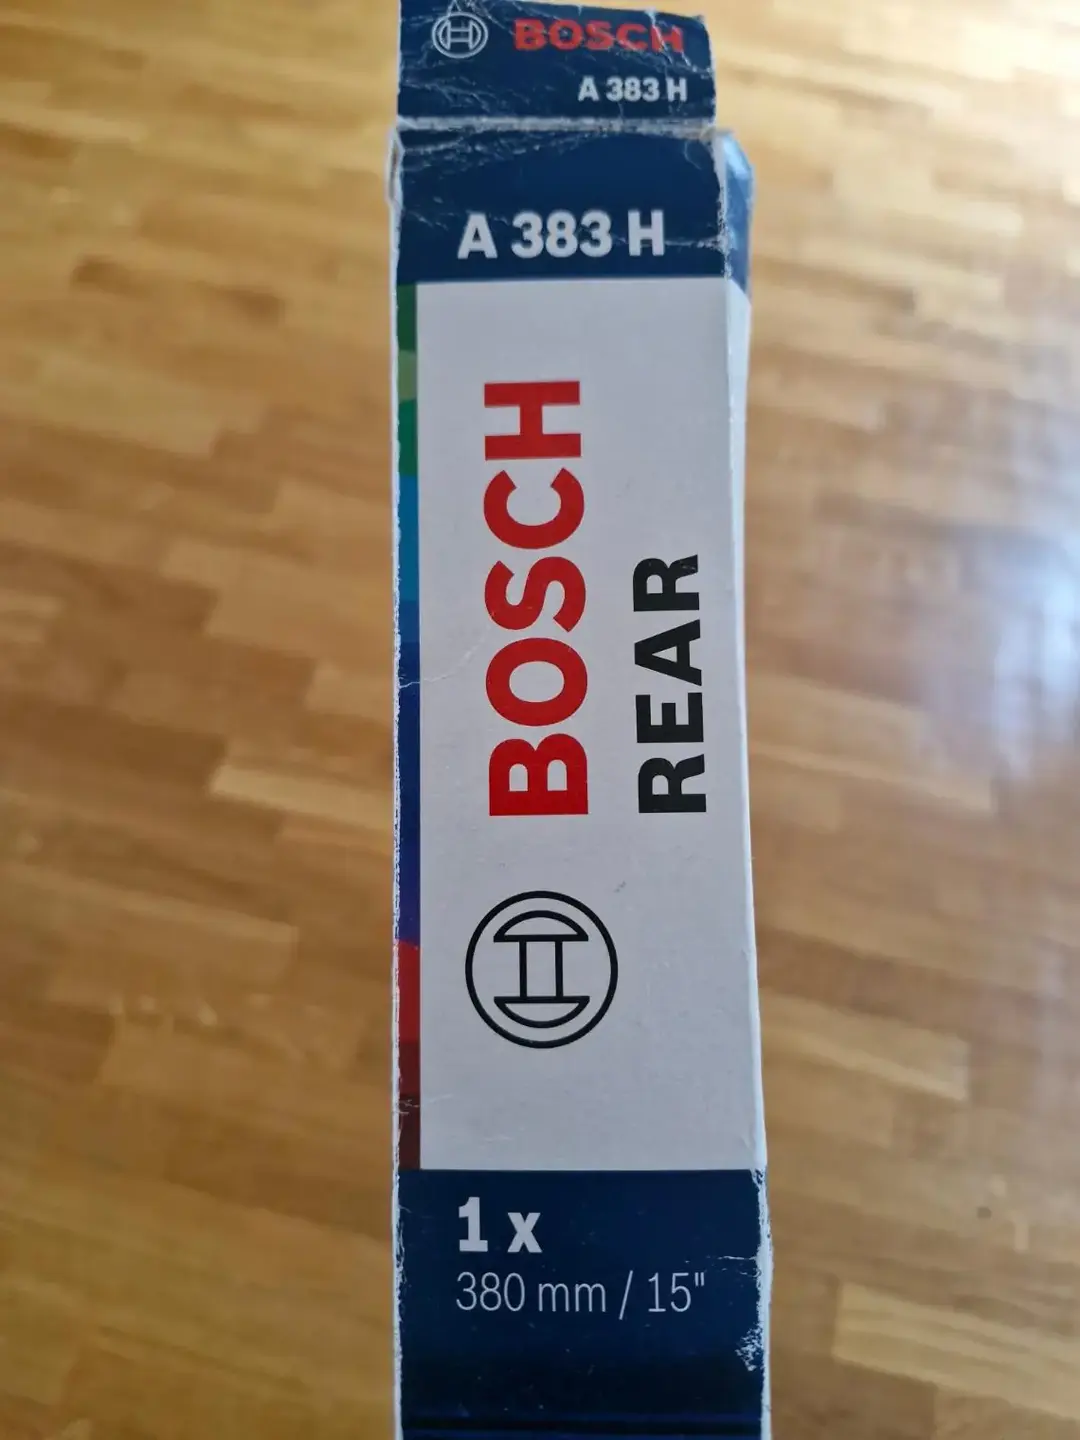 BOSCH
A 383 H
A 383 H
BOSCH
REAR
1 x
380 mm / 15"